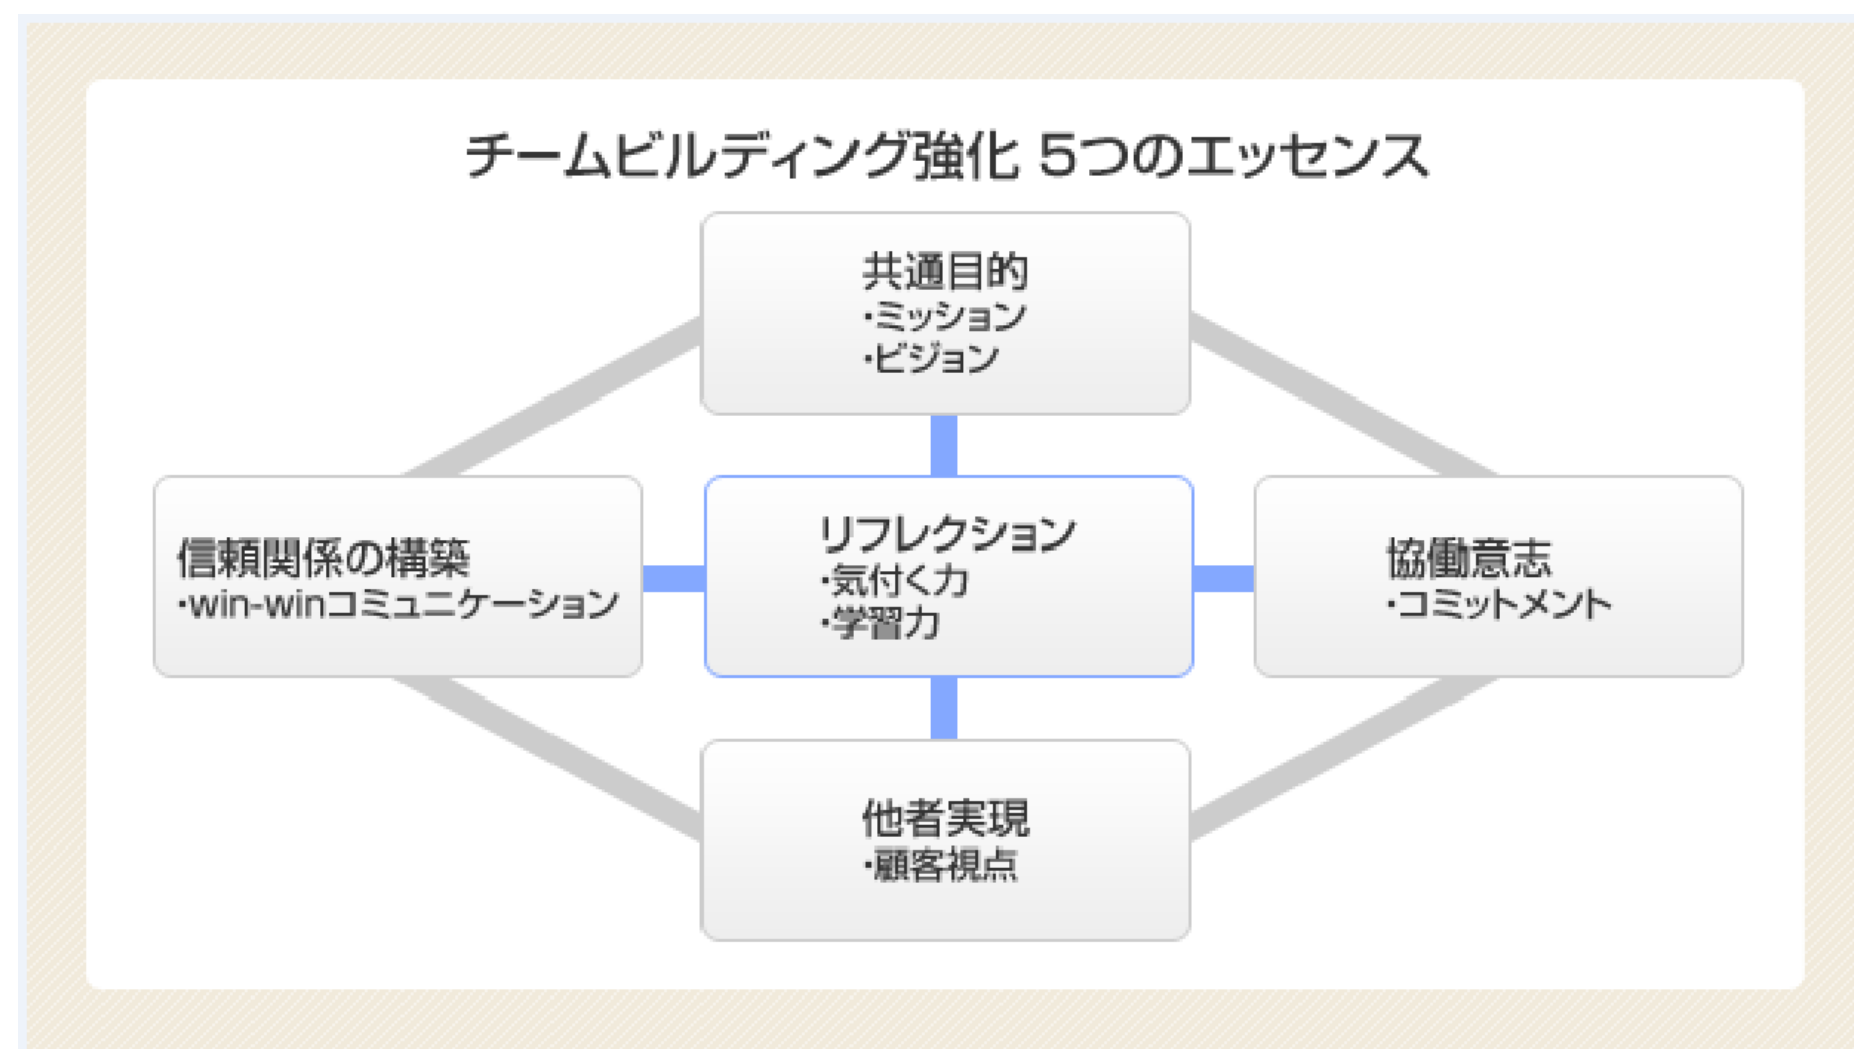 チームビルディング強化 5つのエッセンス
共通目的
・ミッション
・ビジョン
信頼関係の構築
・win-winコミュニケーション
リフレクション
・気付く力
・学習力
協働意志
・コミットメント
他者実現
・顧客視点